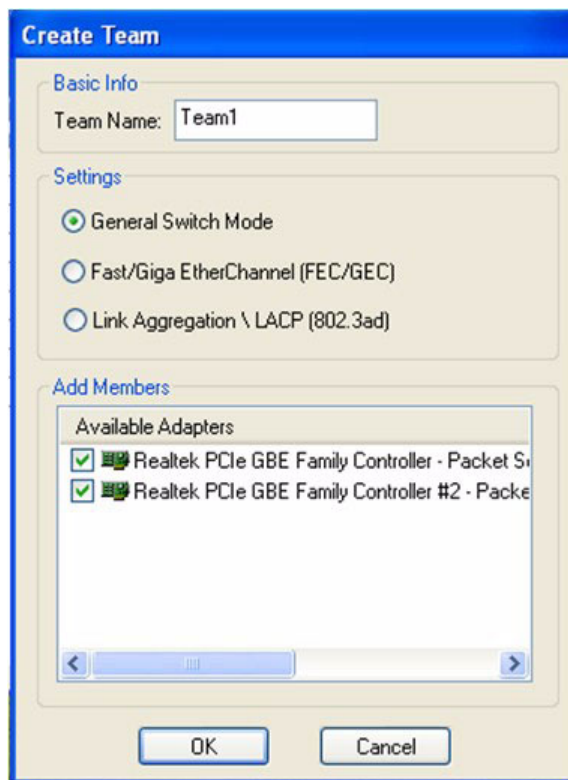 Create Team
Basic Info
Team Name: Team1
Settings
General Switch Mode
Fast/Giga EtherChannel (FEC/GEC)
Link Aggregation \ LACP (802.3ad)
Add Members
Available Adapters
Realtek PCIe GBE Family Controller - Packet
Realtek PCIe GBE Family Controller #2 -
OK
Cancel